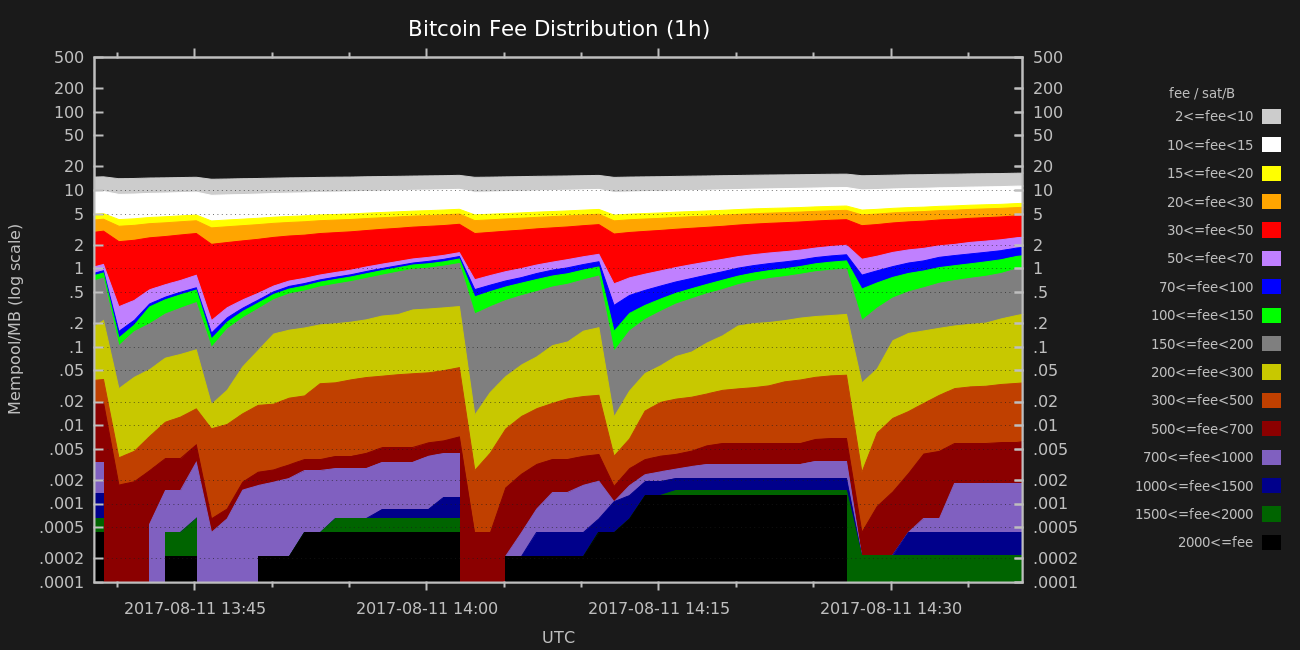 Bitcoin Fee Distribution (1h)
500 500
200 200
100 100
50 50
20 20
10 10
5 5
2 2
1 1
.5 .5
.2 .2
.1 .1
.05 .05
.02 .02
.01 .01
.005 .005
.002 .002
.001 .001
.0005 .0005
.0002 .0002
.0001 .0001
Mempool/MB (log scale)
2017-08-11 13:45 2017-08-11 14:00 2017-08-11 14:15 2017-08-11 14:30
UTC
fee / sat/B
2<=fee<10
10<=fee<15
15<=fee<20
20<=fee<30
30<=fee<50
50<=fee<70
70<=fee<100
100<=fee<150
150<=fee<200
200<=fee<300
300<=fee<500
500<=fee<700
700<=fee<1000
1000<=fee<1500
1500<=fee<2000
2000<=fee